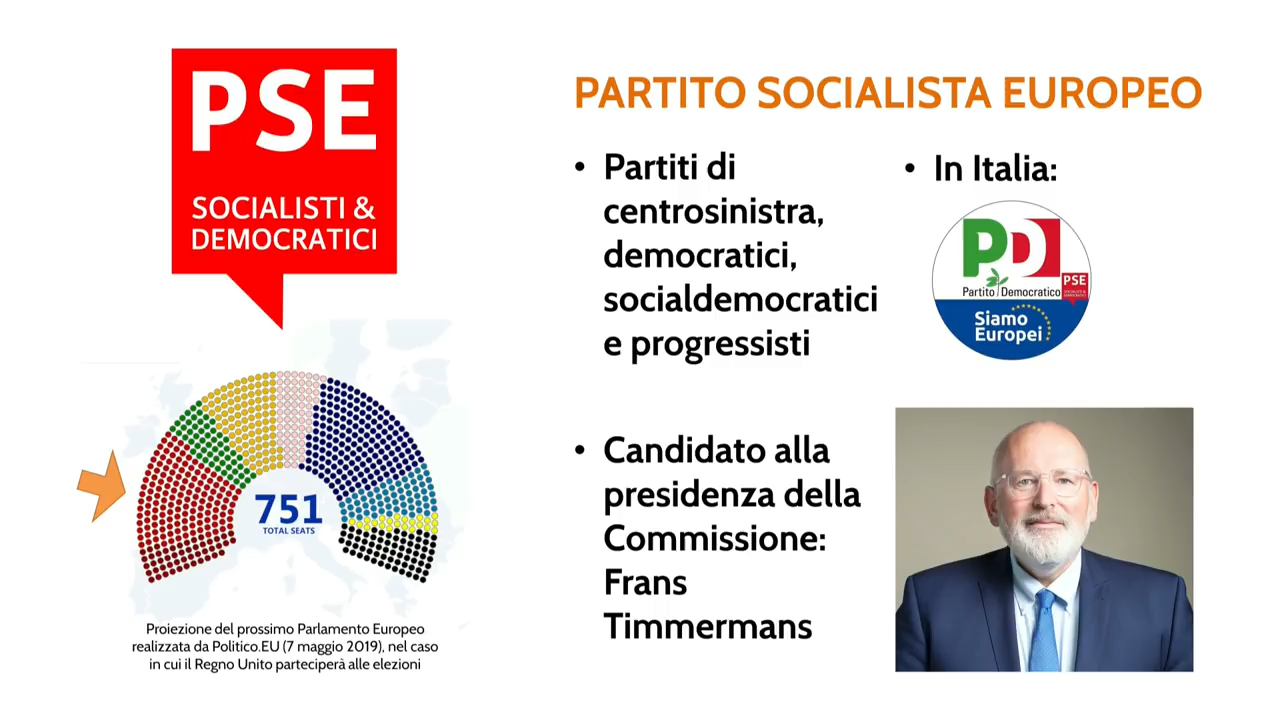 PSE
SOCIALISTI &
DEMOCRATICI
PARTITO SOCIALISTA EUROPEO
• Partiti di
centrosinistra,
democratici,
socialdemocratici
e progressisti
• In Italia:
PD
Partito Democratico
PSE
SOCIALISTI &
DEMOCRATICI
Siamo
Europei
751
TOTAL SEATS
Proiezione del prossimo Parlamento Europeo
realizzata da Politico.EU (7 maggio 2019), nel caso
in cui il Regno Unito parteciperà alle elezioni
• Candidato alla
presidenza della
Commissione:
Frans
Timmermans